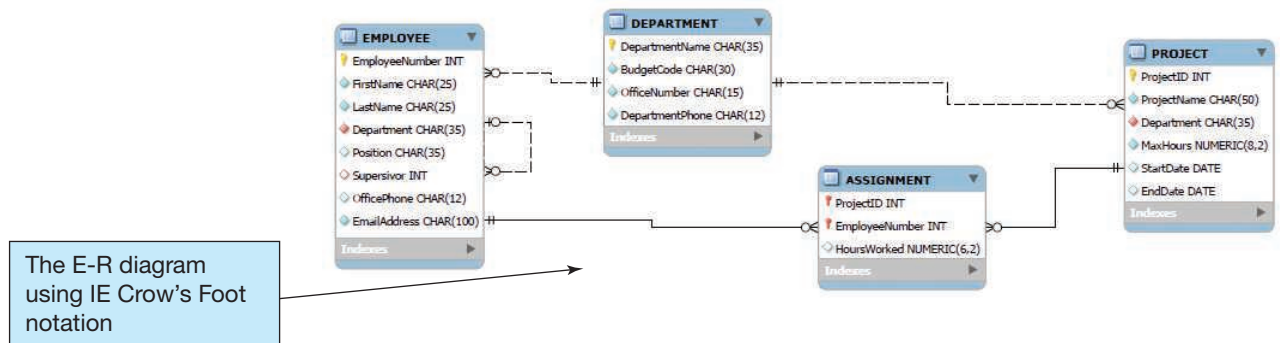 EMPLOYEE
EmployeeNumber INT
FirstName CHAR(25)
LastName CHAR(25)
Department CHAR(35)
Position CHAR(35)
Supersivor INT
OfficePhone CHAR(12)
EmailAddress CHAR(100)
Indexes
DEPARTMENT
DepartmentName CHAR(35)
BudgetCode CHAR(30)
OfficeNumber CHAR(15)
DepartmentPhone CHAR(12)
Indexes
PROJECT
ProjectID INT
ProjectName CHAR(50)
Department CHAR(35)
MaxHours NUMERIC(8,2)
StartDate DATE
EndDate DATE
Indexes
ASSIGNMENT
ProjectID INT
EmployeeNumber INT
HoursWorked NUMERIC(6,2)
Indexes
The E-R diagram
using IE Crow's Foot
notation